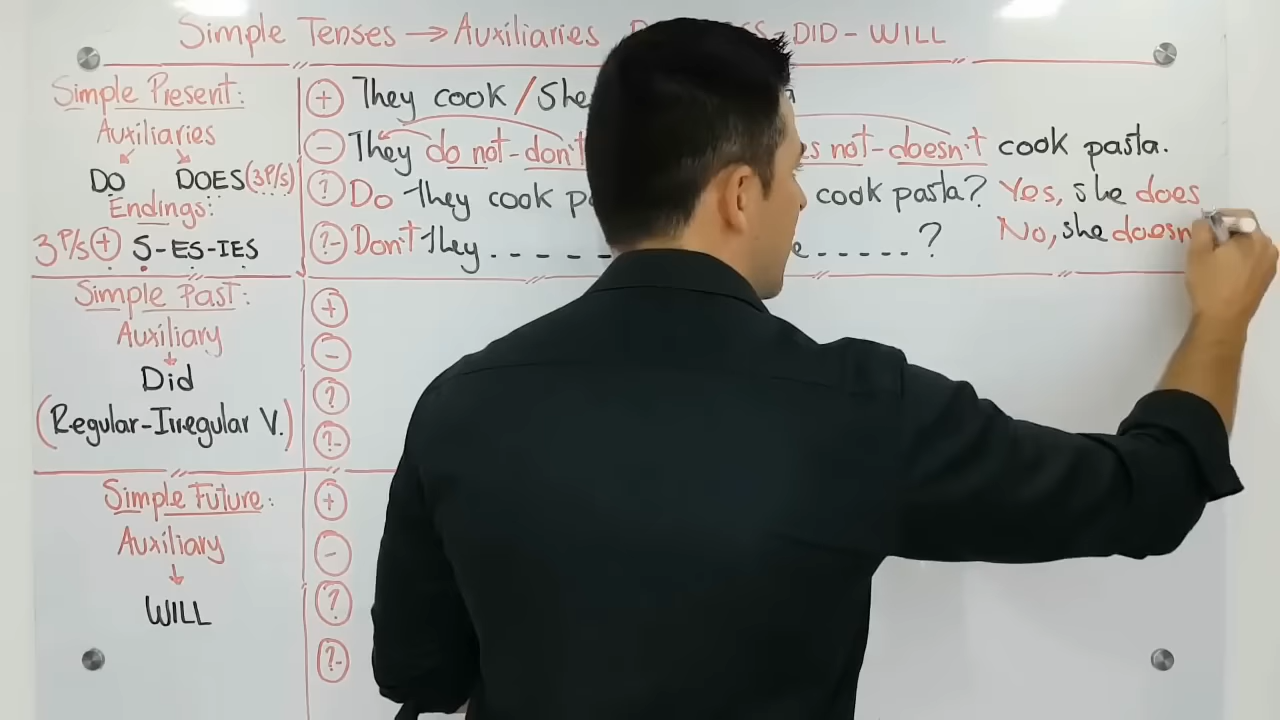 Simple Tenses → Auxiliaries DID - WILL
Simple Present:
Auxiliaries
DO DOES (3P/S)
Endings:
3P/S + S-ES-IES
+ They cook / She
- They do not - don't not - doesn't cook pasta.
? Do They cook cook pasta? Yes, she does
?- Don't They . . . . . . . . . . . ? No, she doesn
Simple Past:
Auxiliary
Did
(Regular-Irregular V.)
+
-
?
?-
Simple Future:
Auxiliary
WILL
+
-
?
?-